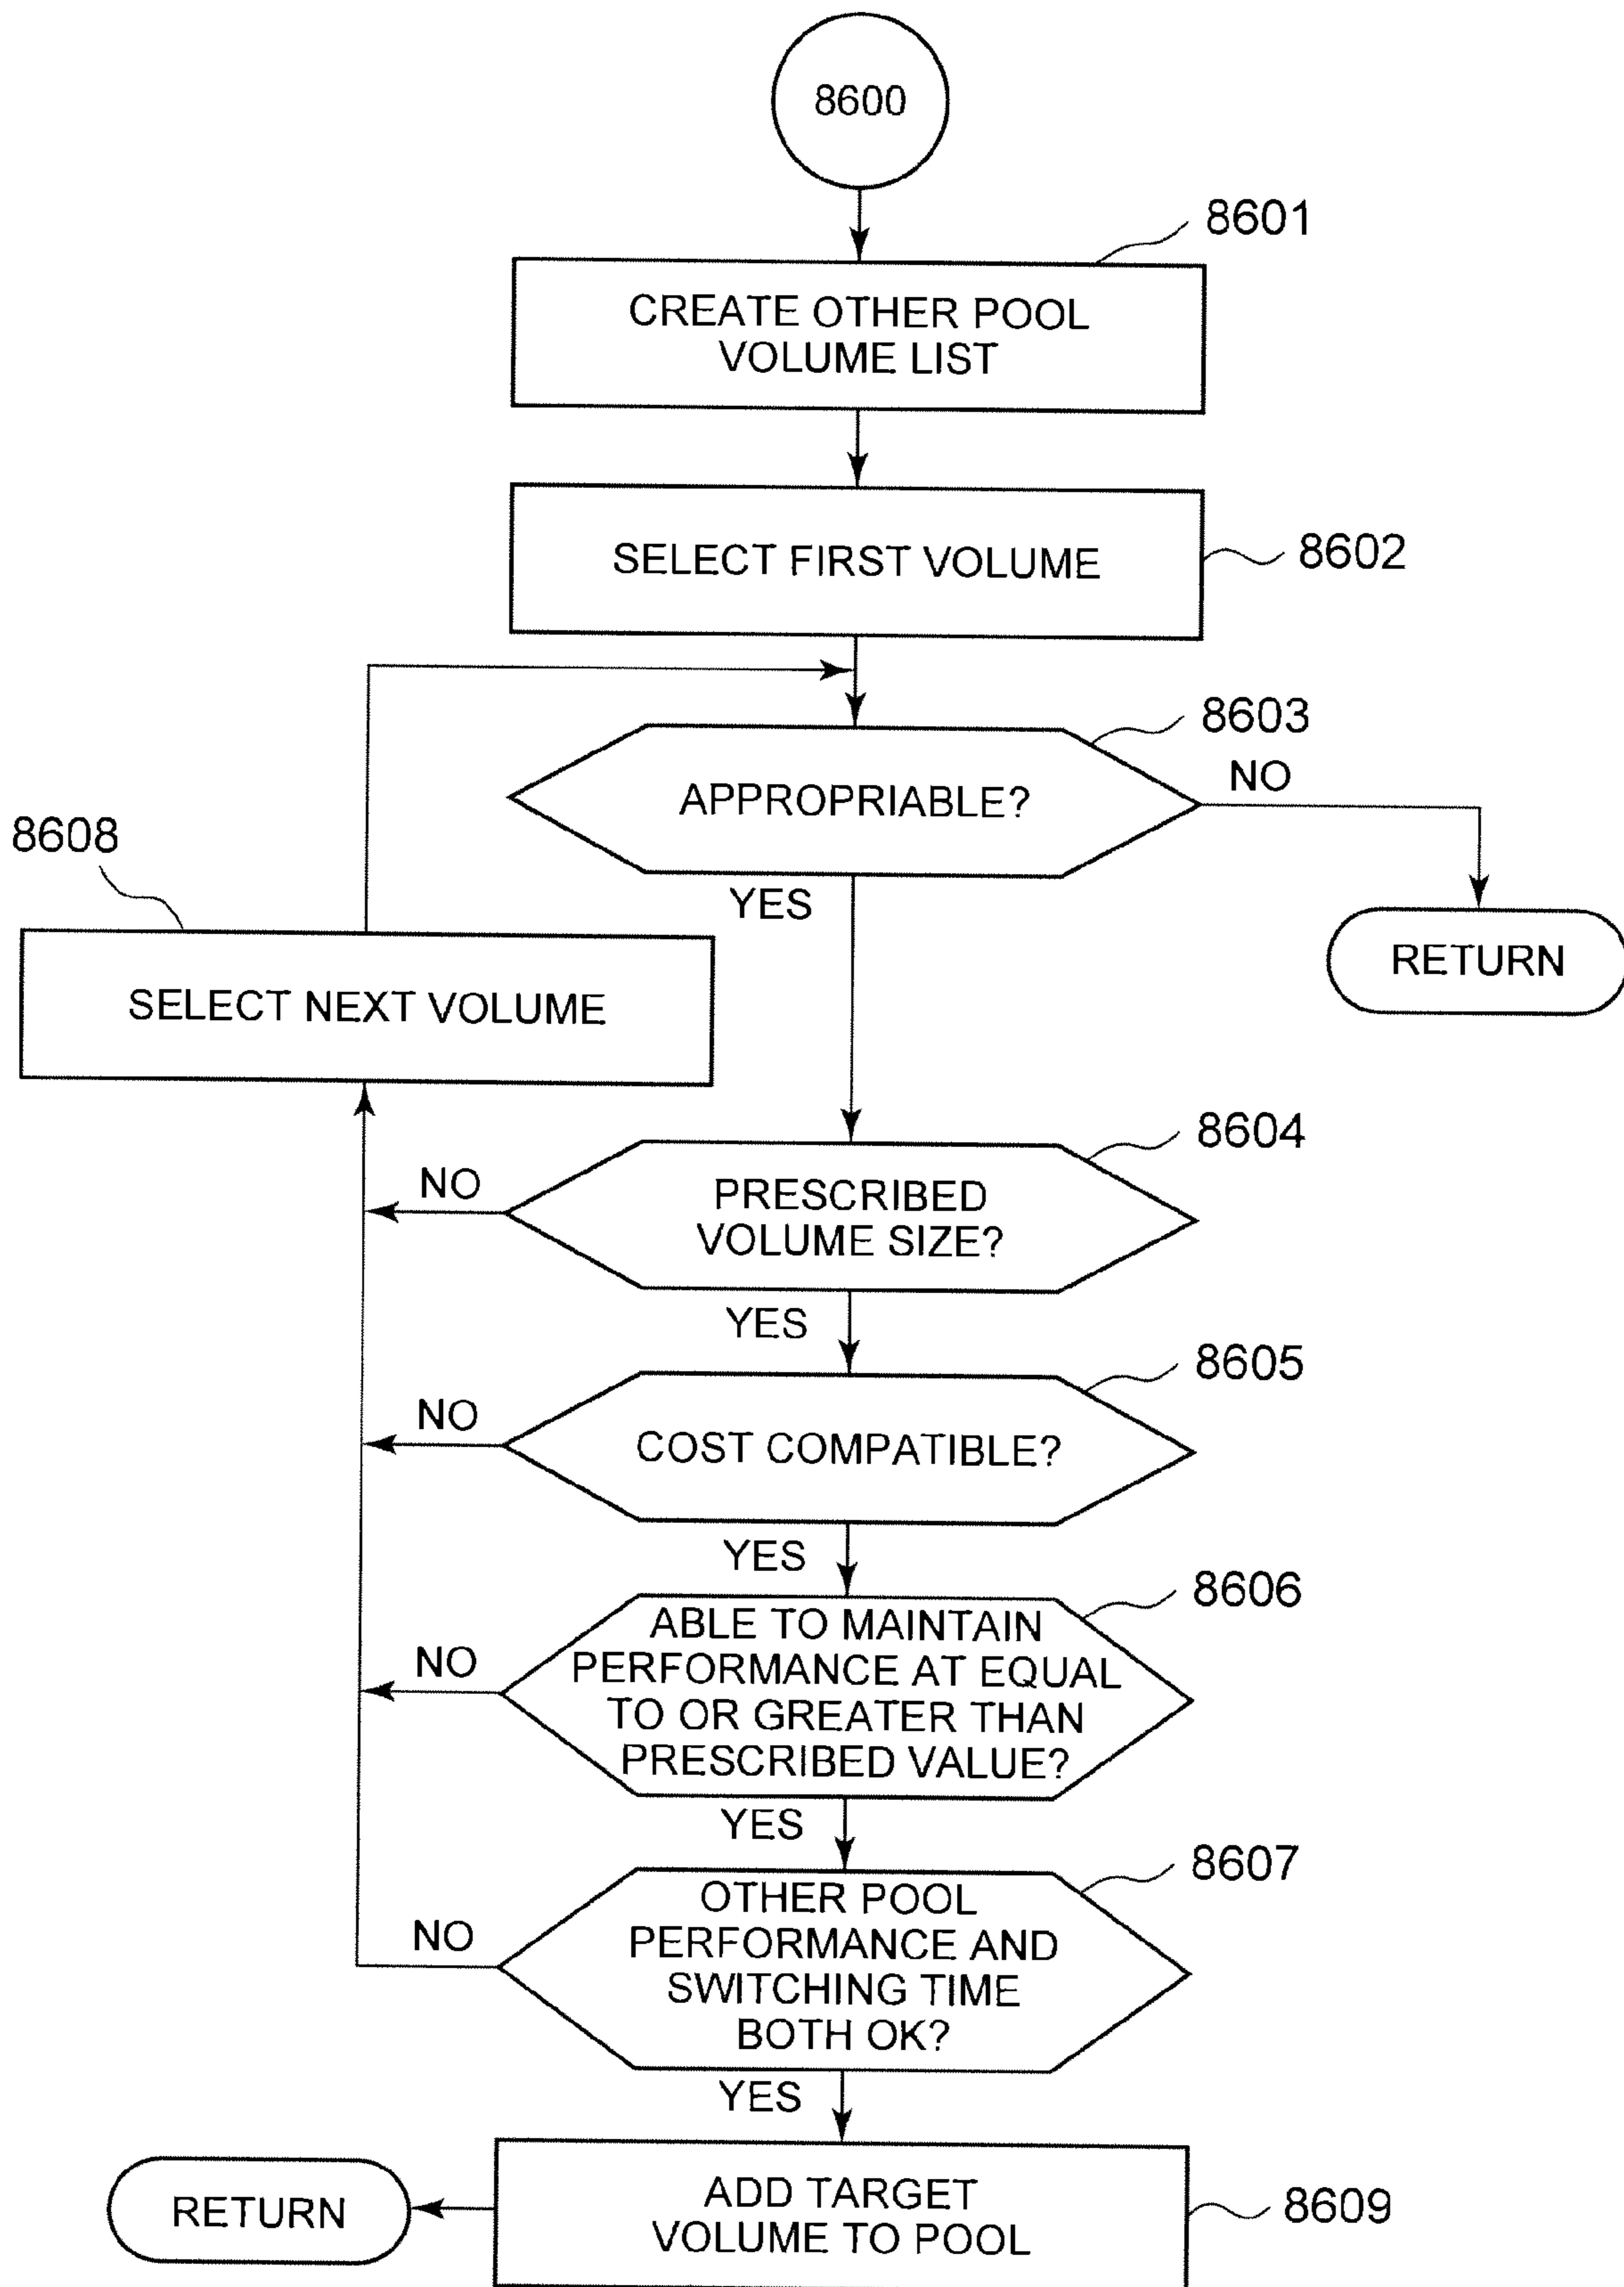 8600
8601
CREATE OTHER POOL
VOLUME LIST
SELECT FIRST VOLUME
8602
8603
APPROPRIABLE?
NO
YES
RETURN
8608
SELECT NEXT VOLUME
8604
PRESCRIBED
VOLUME SIZE?
NO
YES
8605
COST COMPATIBLE?
NO
YES
8606
ABLE TO MAINTAIN
PERFORMANCE AT EQUAL
TO OR GREATER THAN
PRESCRIBED VALUE?
NO
YES
8607
OTHER POOL
PERFORMANCE AND
SWITCHING TIME
BOTH OK?
NO
YES
ADD TARGET
VOLUME TO POOL
8609
RETURN